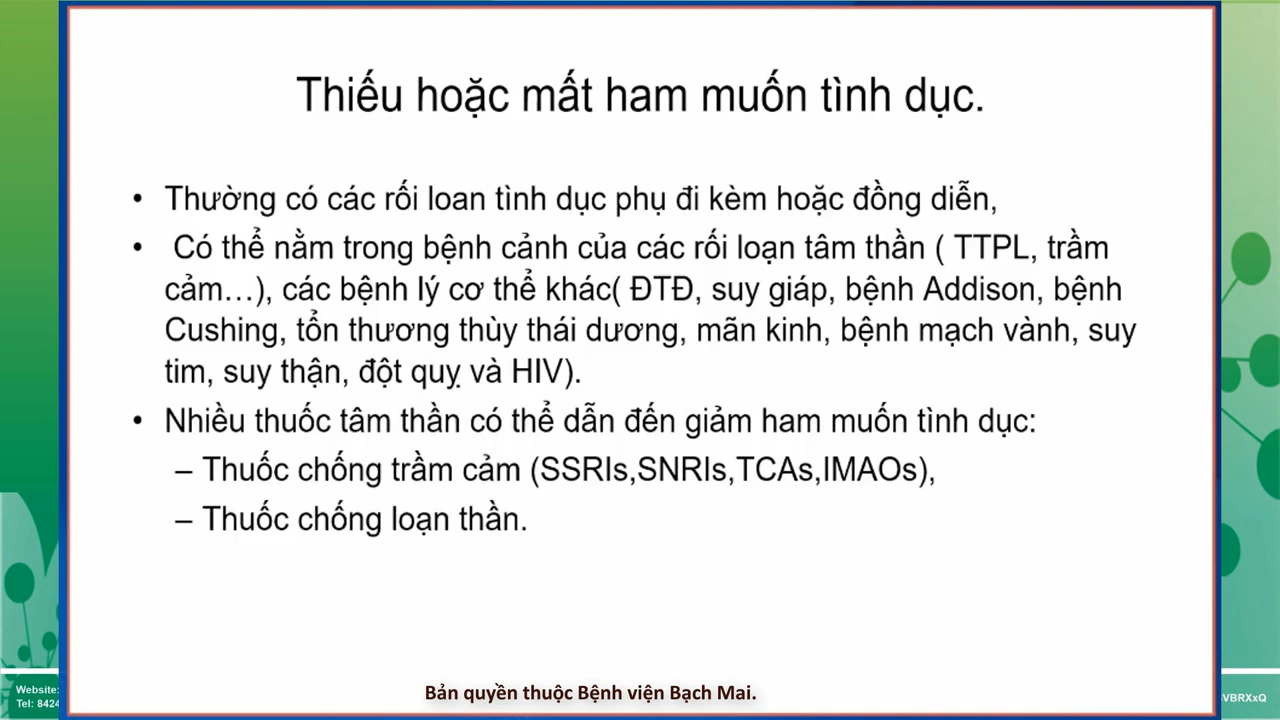 Thiếu hoặc mất ham muốn tình dục.
• Thường có các rối loan tình dục phụ đi kèm hoặc đồng diễn,
• Có thể nằm trong bệnh cảnh của các rối loạn tâm thần ( TTPL, trầm
cảm…), các bệnh lý cơ thể khác( ĐTĐ, suy giáp, bệnh Addison, bệnh
Cushing, tổn thương thùy thái dương, mãn kinh, bệnh mạch vành, suy
tim, suy thận, đột quỵ và HIV).
• Nhiều thuốc tâm thần có thể dẫn đến giảm ham muốn tình dục:
– Thuốc chống trầm cảm (SSRIs,SNRIs,TCAs,IMAOs),
– Thuốc chống loạn thần.
Website:
Tel: 8424
Bản quyền thuộc Bệnh viện Bạch Mai.
VBRXxQ